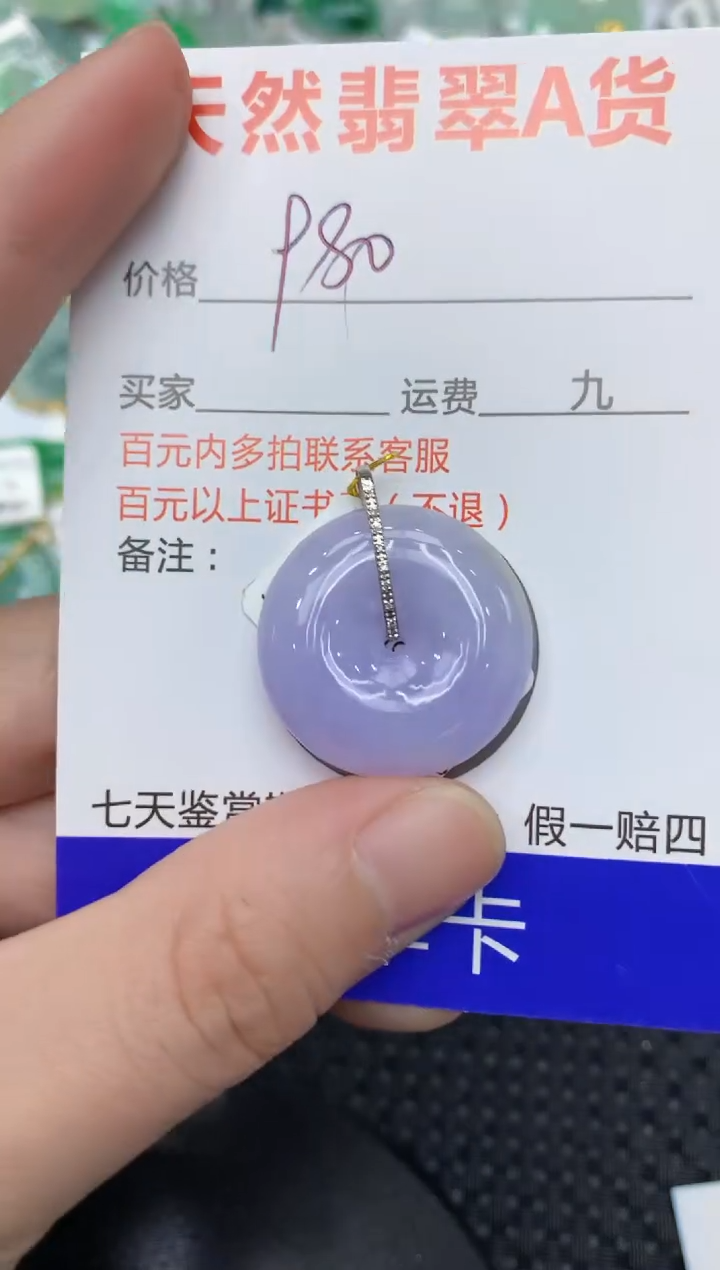 天然翡翠A货
价格 P80
买家 运费 九
百元内多拍联系客服
百元以上证书 (不退)
备注：
七天鉴赏 假一赔四
卡